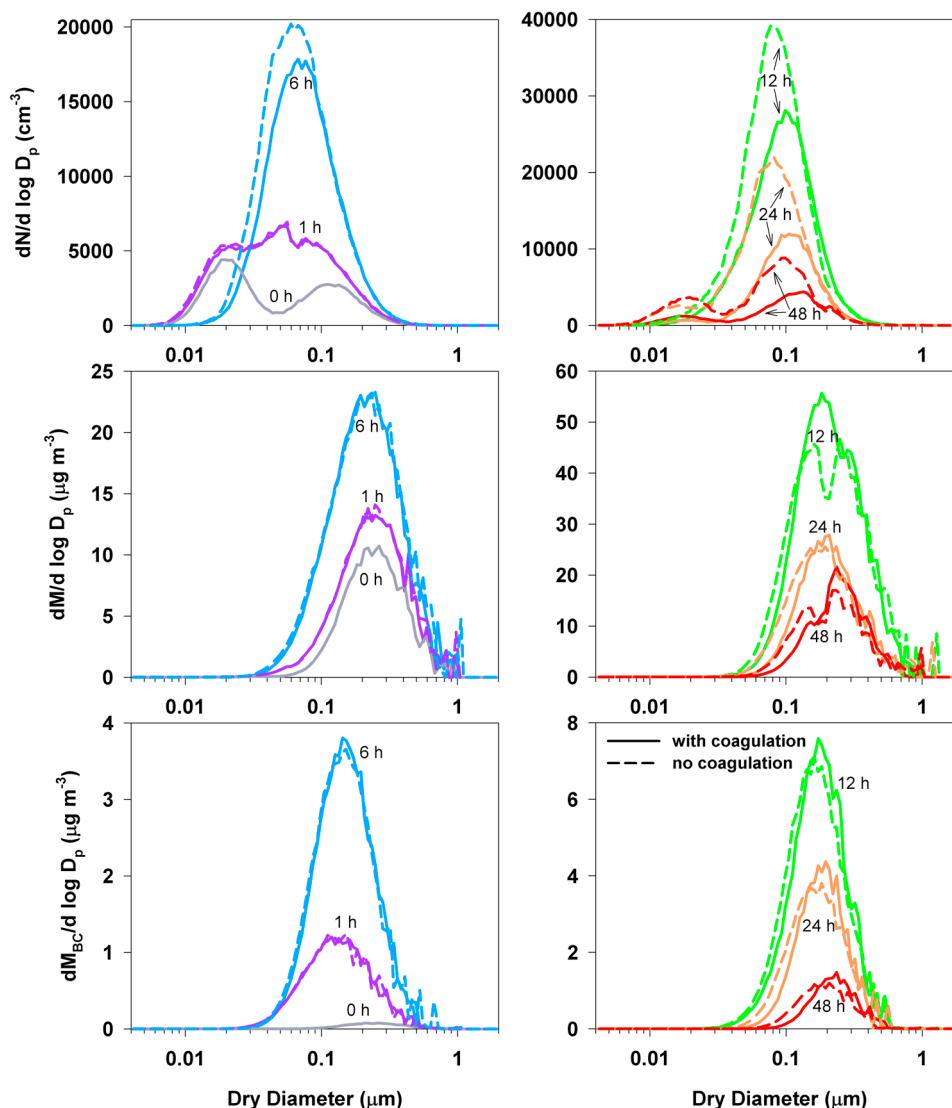 20000
15000
10000
5000
0
dN/d log Dp (cm-3)
6 h
1 h
0 h
0.01 0.1 1
40000
30000
20000
10000
0
12 h
24 h
48 h
0.01 0.1 1
25
20
15
10
5
0
dM/d log Dp (μg m-3)
6 h
1 h
0 h
0.01 0.1 1
60
50
40
30
20
10
0
12 h
24 h
48 h
0.01 0.1 1
4
3
2
1
0
dMBC/d log Dp (μg m-3)
6 h
1 h
0 h
0.01 0.1 1
Dry Diameter (μm)
8
6
4
2
0
with coagulation
no coagulation
12 h
24 h
48 h
0.01 0.1 1
Dry Diameter (μm)